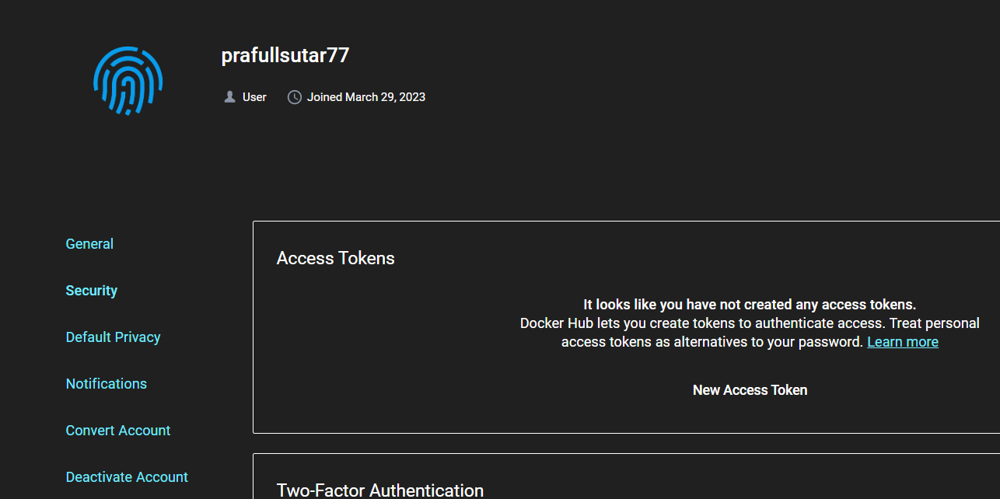 prafullsutar77
User
Joined March 29, 2023
General
Security
Default Privacy
Notifications
Convert Account
Deactivate Account
Access Tokens
It looks like you have not created any access tokens.
Docker Hub lets you create tokens to authenticate access. Treat personal
access tokens as alternatives to your password. Learn more
New Access Token
Two-Factor Authentication